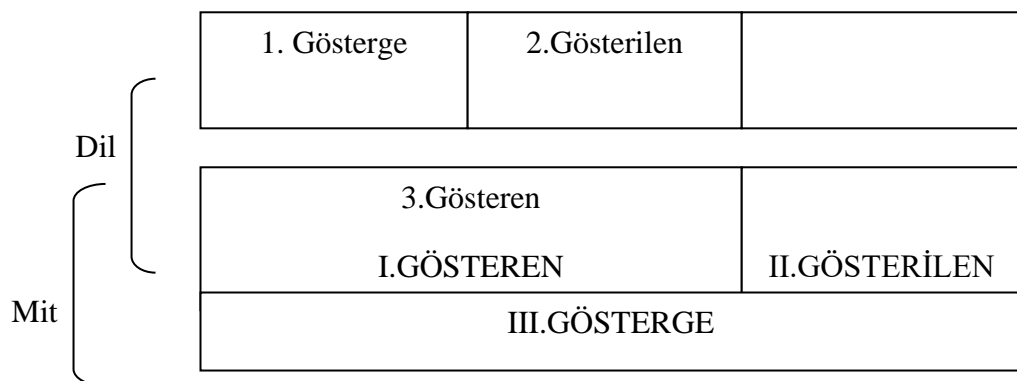 1. Gösterge 2.Gösterilen
Dil
3.Gösteren
I.GÖSTEREN II.GÖSTERİLEN
Mit
III.GÖSTERGE